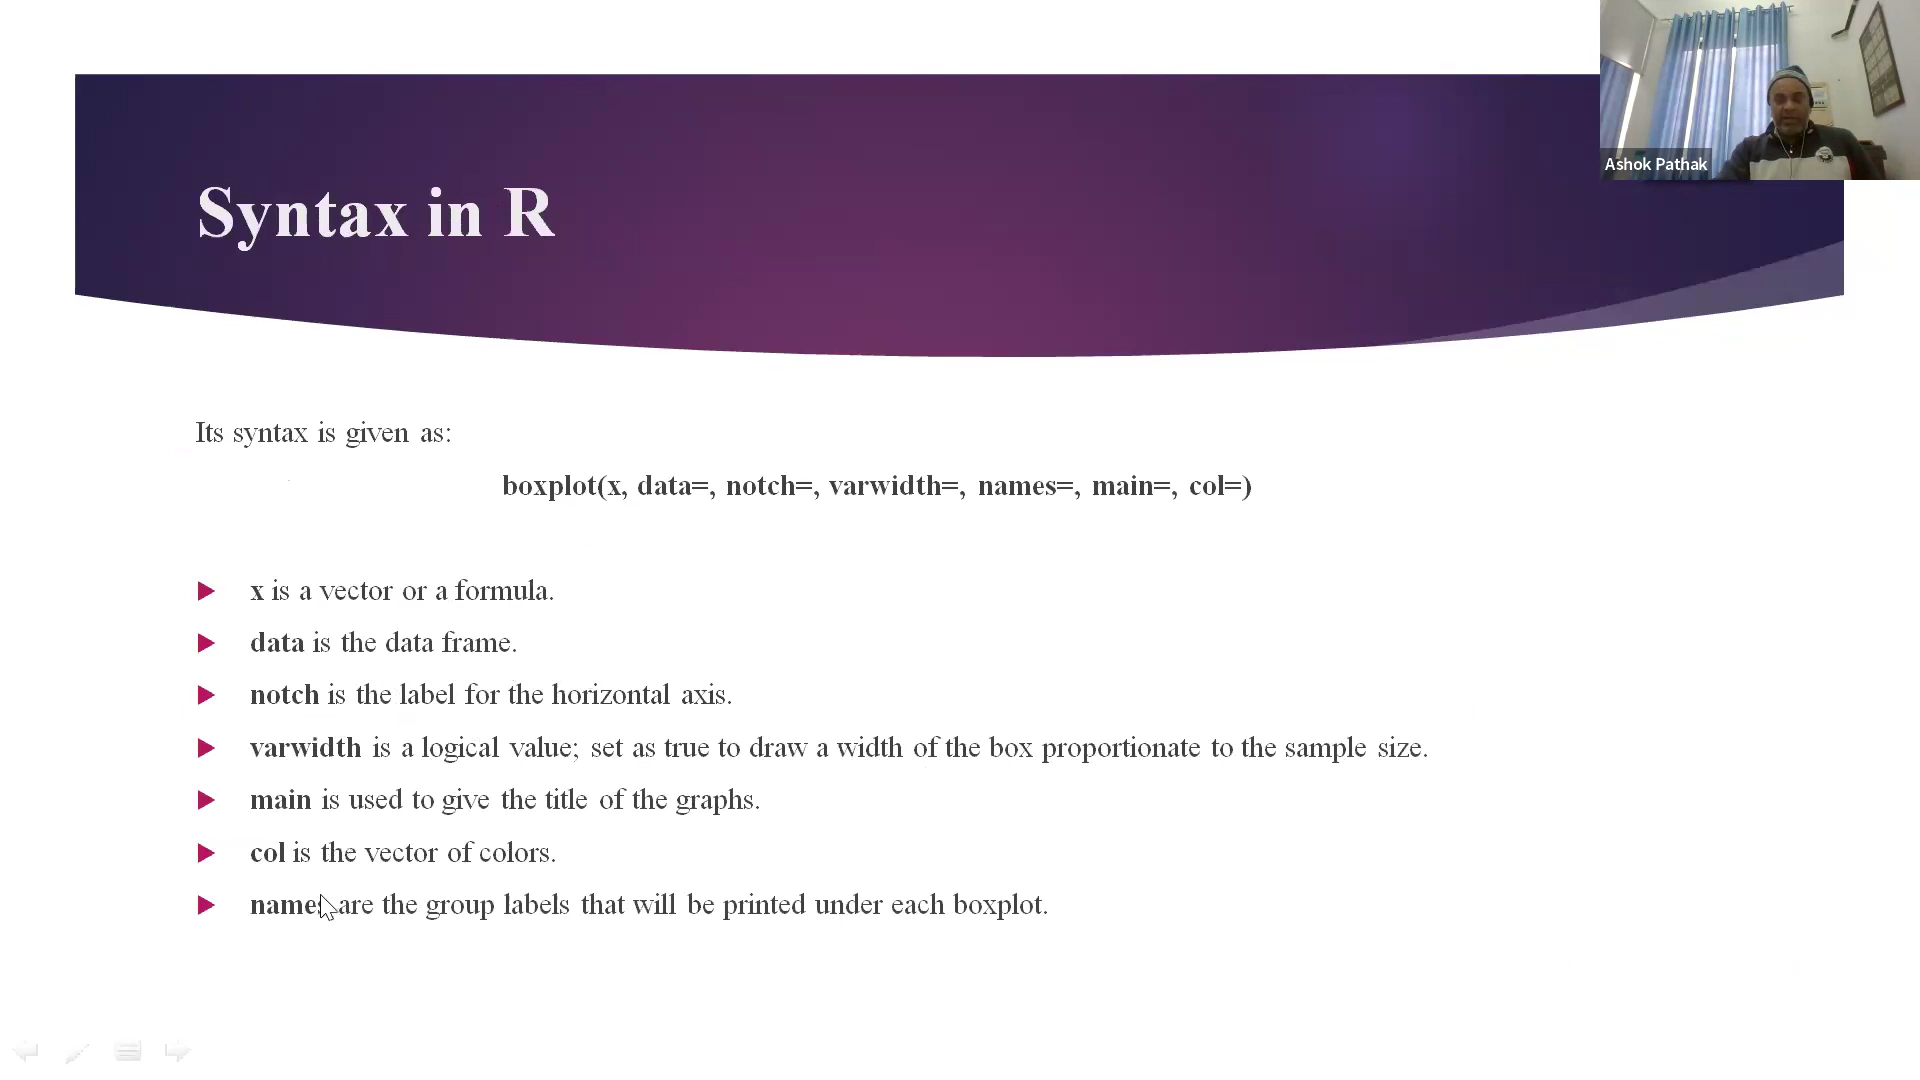 Ashok Pathak
Syntax in R
Its syntax is given as:
boxplot(x, data=, notch=, varwidth=, names=, main=, col=)
x is a vector or a formula.
data is the data frame.
notch is the label for the horizontal axis.
varwidth is a logical value; set as true to draw a width of the box proportionate to the sample size.
main is used to give the title of the graphs.
col is the vector of colors.
names are the group labels that will be printed under each boxplot.